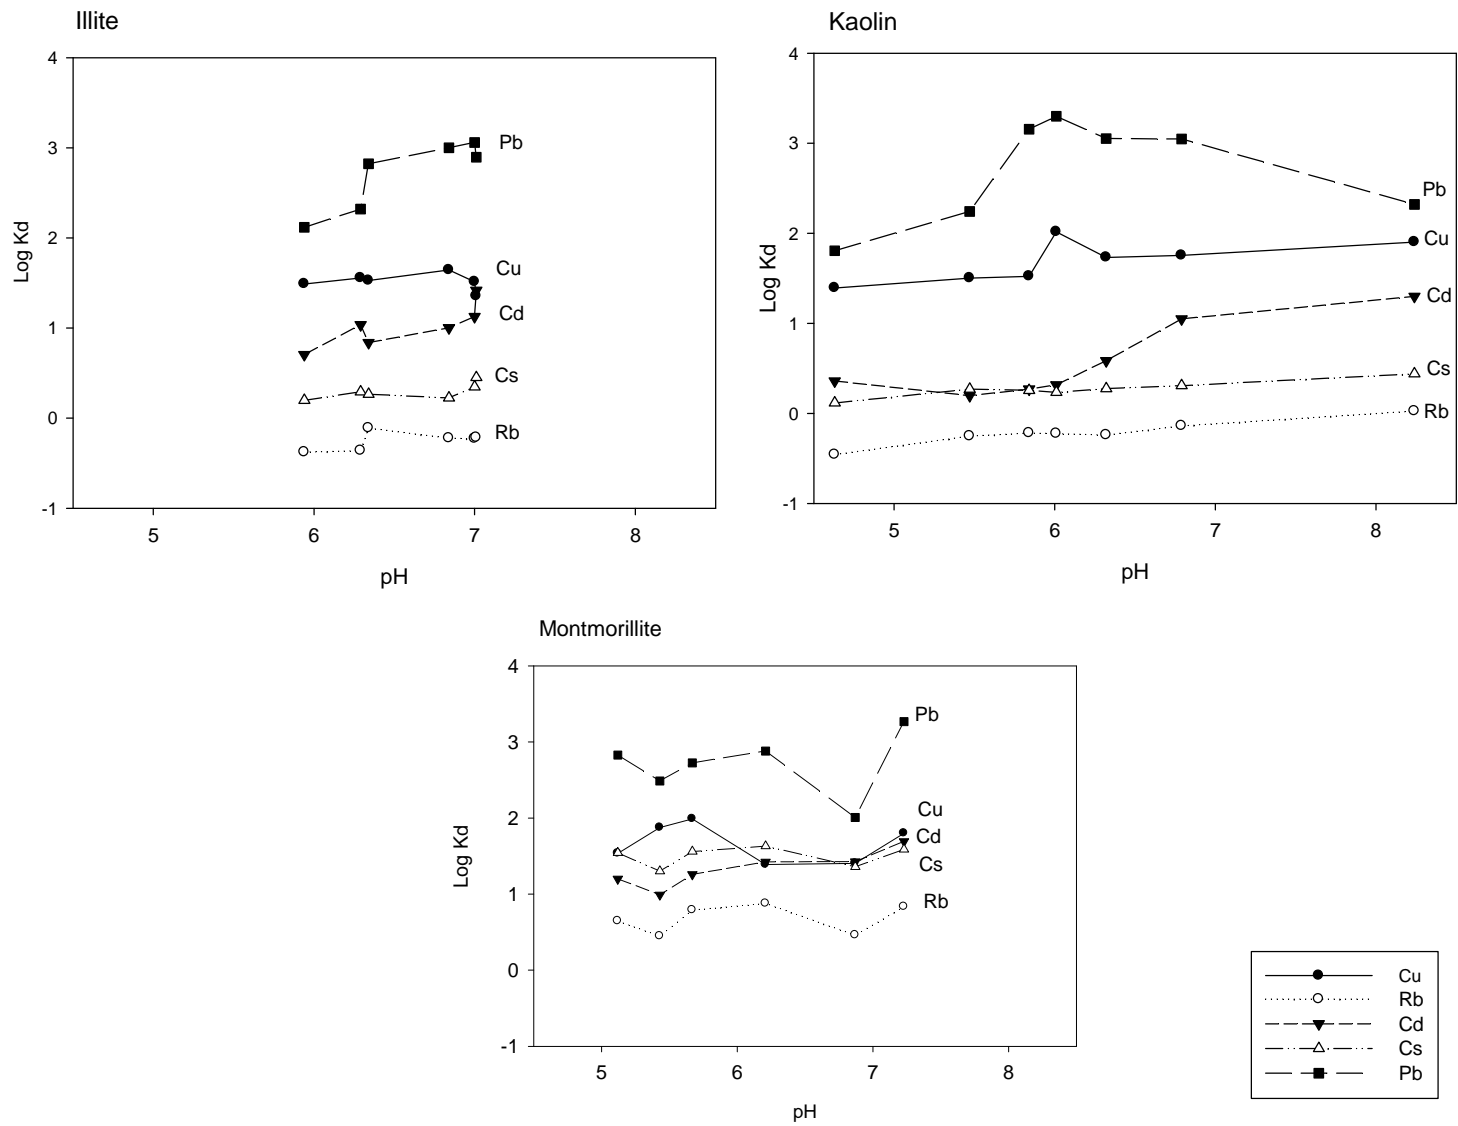 Illite
4
3
2
1
0
-1
Log Kd
Pb
Cu
Cd
Cs
Rb
5 6 7 8
pH
Kaolin
4
3
2
1
0
-1
Log Kd
Pb
Cu
Cd
Cs
Rb
5 6 7 8
pH
Montmorillite
4
3
2
1
0
-1
Log Kd
Pb
Cu
Cd
Cs
Rb
5 6 7 8
pH
Cu
Rb
Cd
Cs
Pb